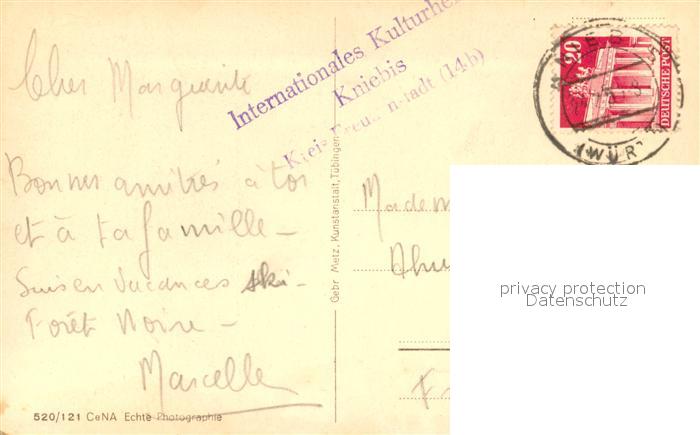 Cher Marguerite
Bonnes amitiés à toi
et à ta famille –
Suis en vacances ski –
Forêt Noire –
Marcelle
520/121 CeNA Echte Photographie
Gebr. Metz, Kunstanstalt, Tübingen
Internationales Kulturhe
Kniebis
Kreis Freudenstadt (14b)
20
DEUTSCHE POST
(WÜR
Madem
privacy protection
Datenschutz